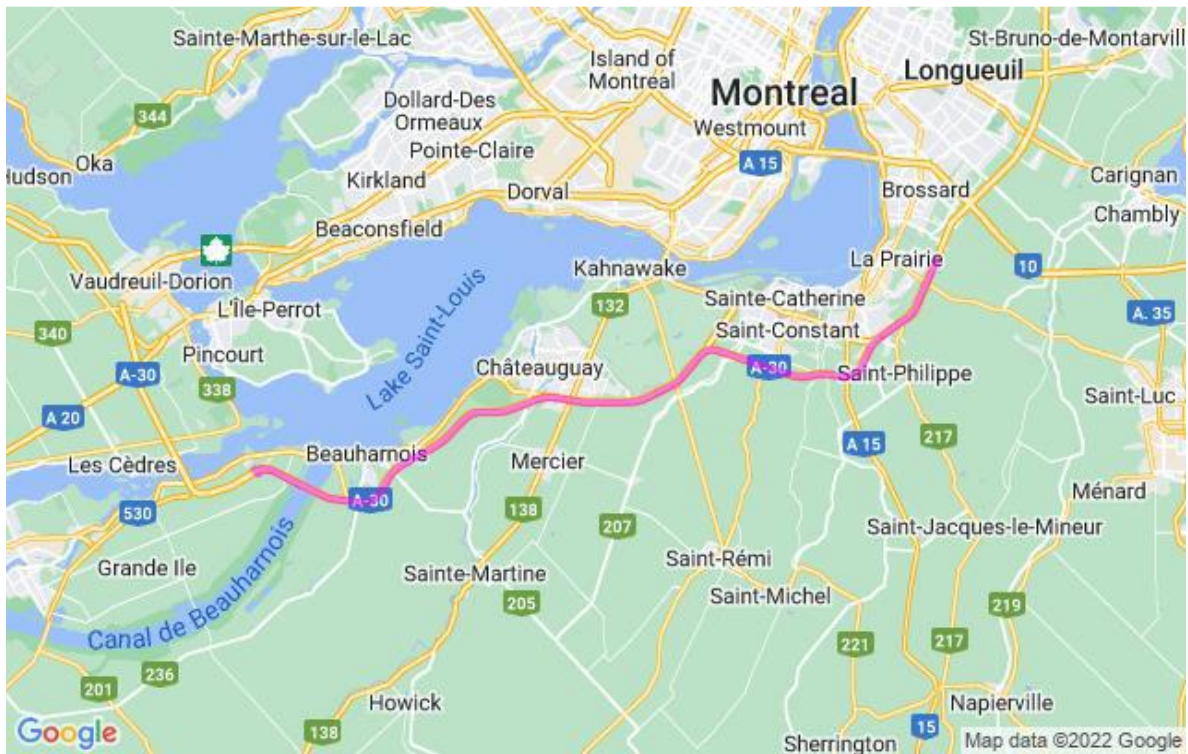 Sainte-Marthe-sur-le-Lac
St-Bruno-de-Montarvill
Island of
Montreal
Longueuil
344
Dollard-Des
Ormeaux
Montreal
Westmount
Oka
Pointe-Claire
A 15
Hudson
Kirkland
Dorval
Brossard
Carignan
Beaconsfield
Chambly
Vaudreuil-Dorion
Kahnawake
La Prairie
10
L'Île-Perrot
132
Sainte-Catherine
A. 35
340
Lake Saint-Louis
Saint-Constant
Pincourt
Châteauguay
A-30
A-30
338
Saint-Philippe
Saint-Luc
A 20
217
A 15
Les Cèdres
Beauharnois
Mercier
A-30
Ménard
530
138
207
Saint-Jacques-le-Mineur
Grande Ile
Saint-Rémi
Sainte-Martine
Saint-Michel
205
219
Canal de Beauharnois
221
217
236
201
Howick
Napierville
138
15
Google
Sherrington
Map data ©2022 Google